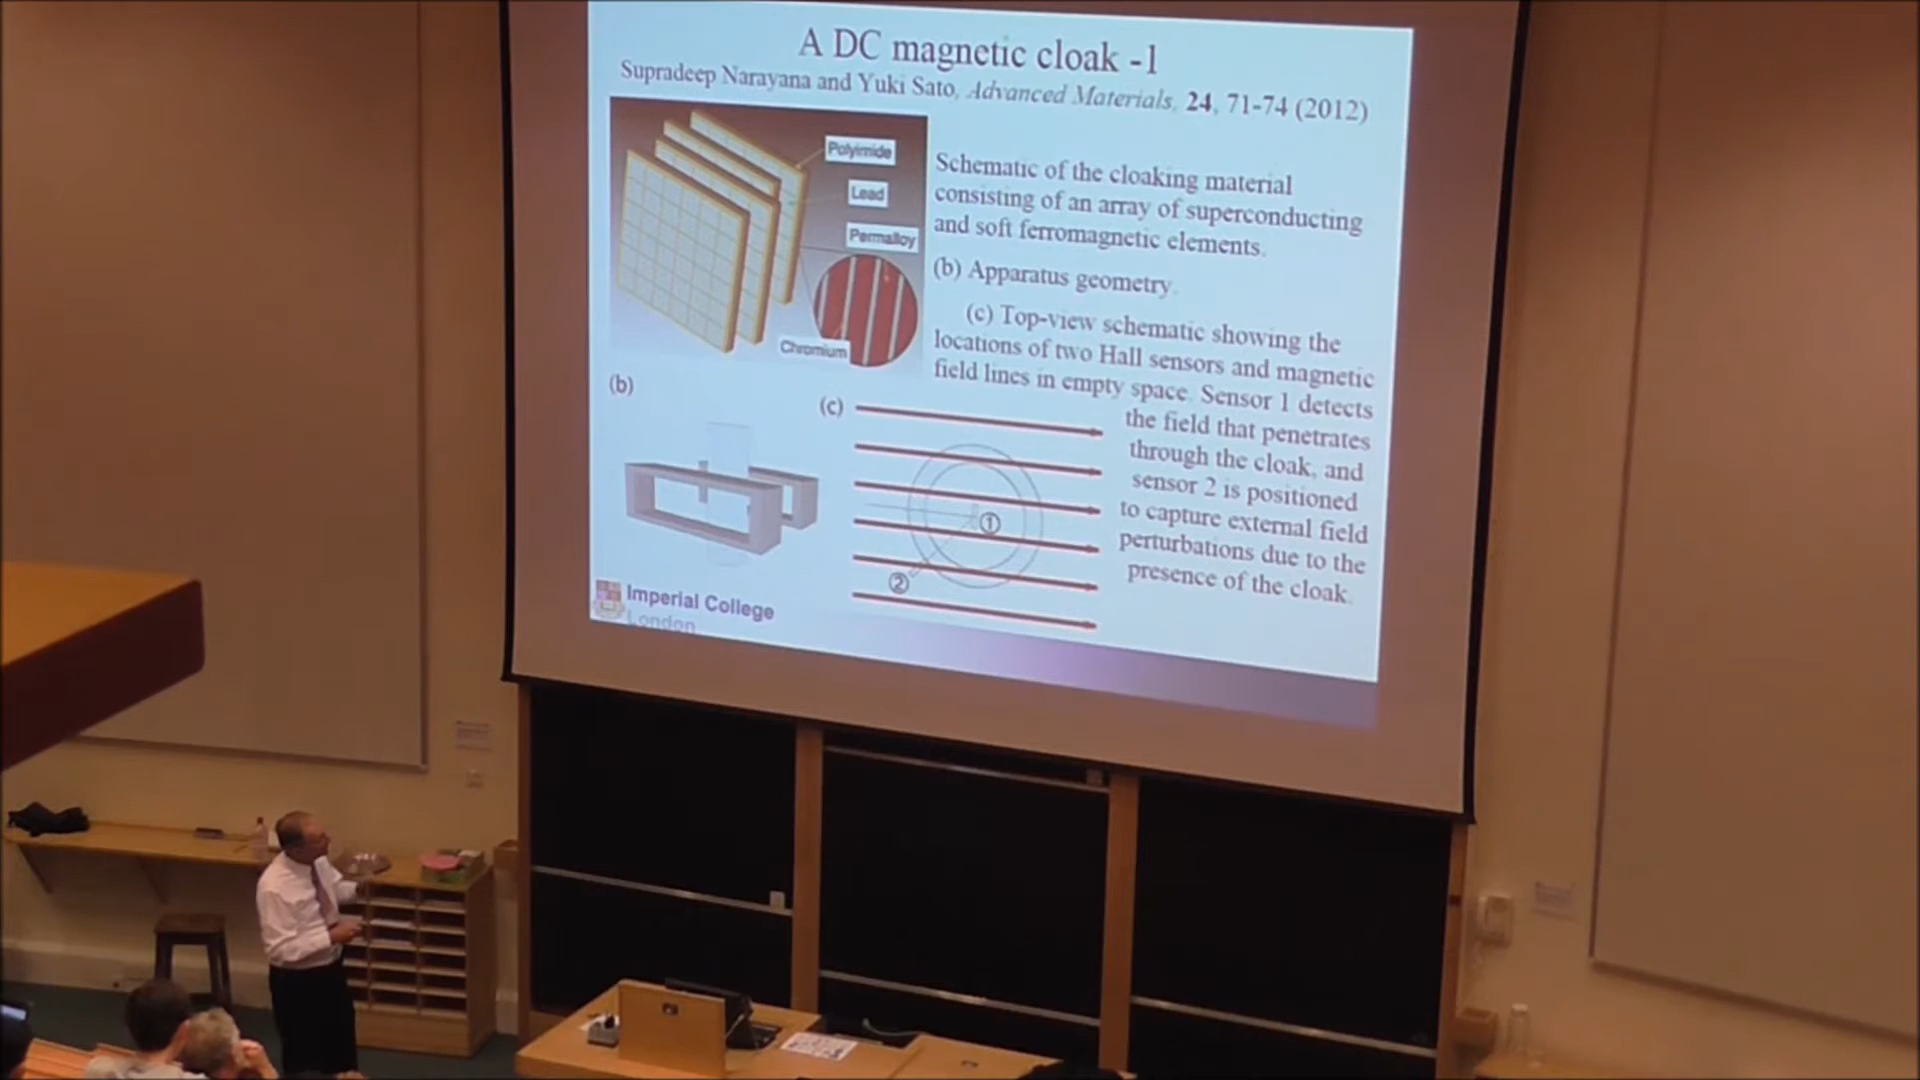 A DC magnetic cloak -1
Supradeep Narayana and Yuki Sato, Advanced Materials, 24, 71-74 (2012)
Polyimide
Lead
Permalloy
Chromium
Schematic of the cloaking material
consisting of an array of superconducting
and soft ferromagnetic elements.
(b) Apparatus geometry.
(c) Top-view schematic showing the
locations of two Hall sensors and magnetic
field lines in empty space. Sensor 1 detects
the field that penetrates
through the cloak, and
sensor 2 is positioned
to capture external field
perturbations due to the
presence of the cloak.
(b)
(c)
①
②
Imperial College
London